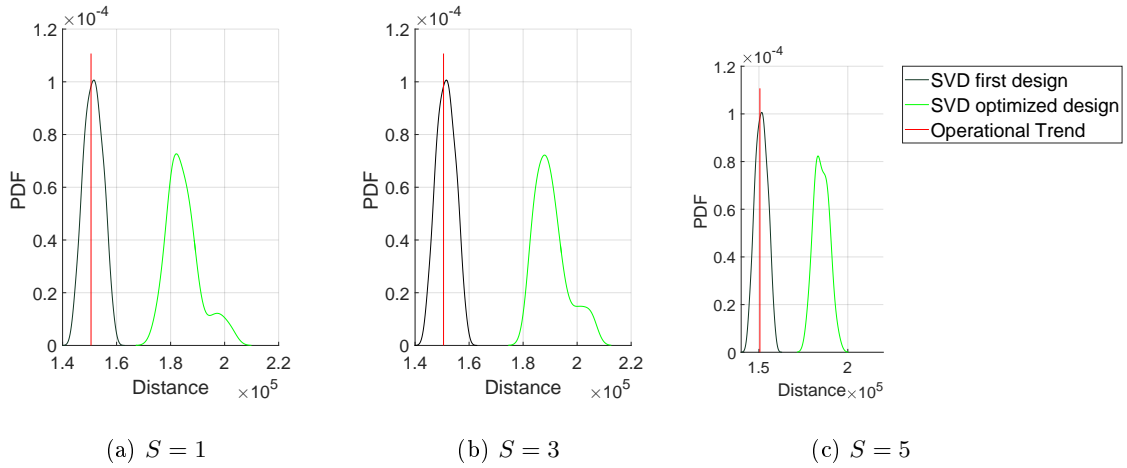 ×10^-4
1.2
1
0.8
0.6
0.4
0.2
0
PDF
1.4 1.6 1.8 2 2.2
Distance ×10^5
(a) S = 1
×10^-4
1.2
1
0.8
0.6
0.4
0.2
0
PDF
1.4 1.6 1.8 2 2.2
Distance ×10^5
(b) S = 3
×10^-4
1.2
1
0.8
0.6
0.4
0.2
0
PDF
1.5 2
Distance ×10^5
(c) S = 5
SVD first design
SVD optimized design
Operational Trend